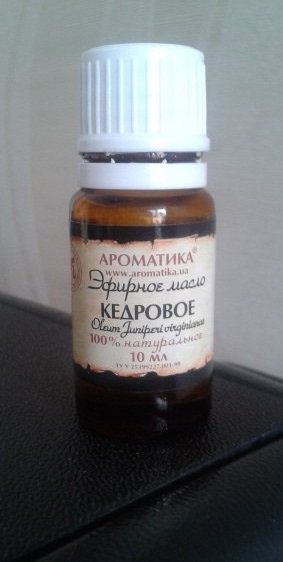 АРОМАТИКА®
www.aromatika.ua
Эфирное масло
КЕДРОВОЕ
Oleum Juniperi virginianae
100% натуральное
10 мл